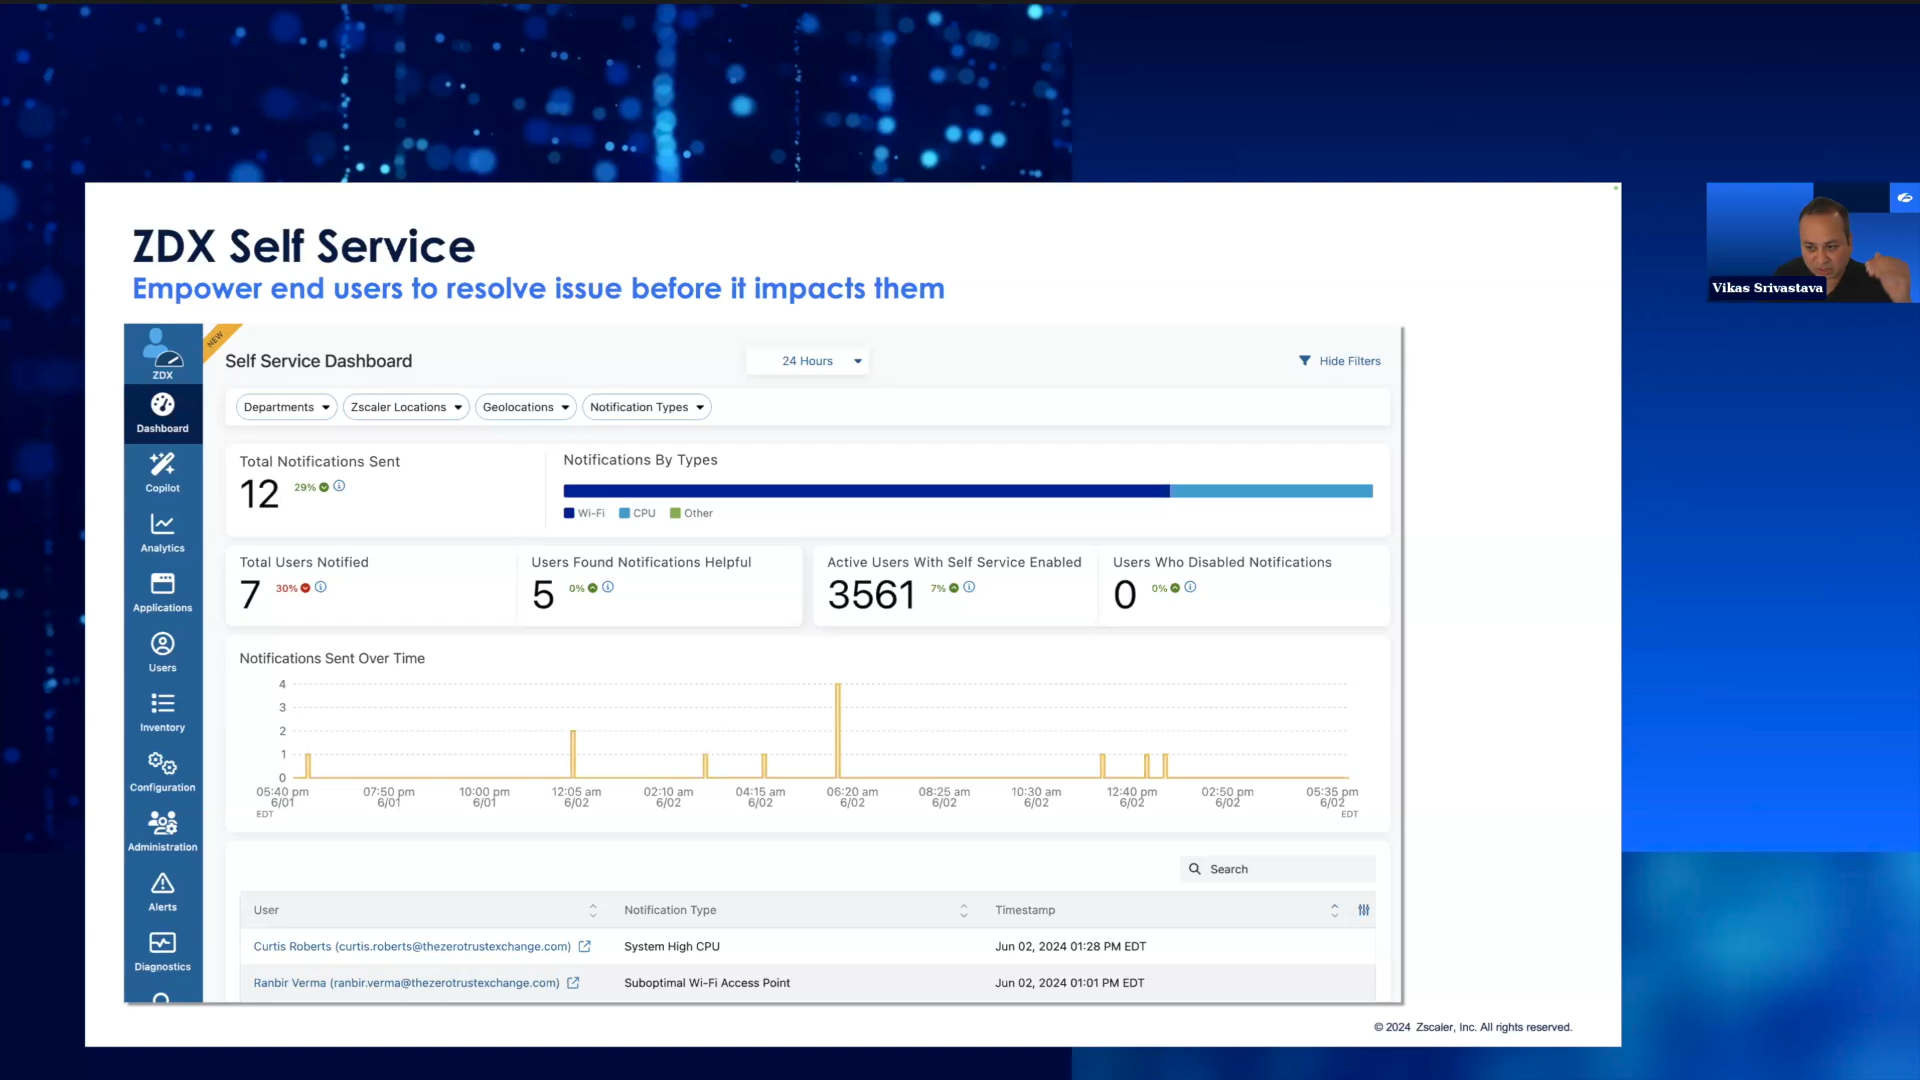 ZDX Self Service
Empower end users to resolve issue before it impacts them
Vikas Srivastava
ZDX
NEW
Self Service Dashboard
24 Hours
Hide Filters
Dashboard
Departments
Zscaler Locations
Geolocations
Notification Types
Copilot
Total Notifications Sent
12
29%
Notifications By Types
Wi-Fi
CPU
Other
Analytics
Total Users Notified
7
30%
Users Found Notifications Helpful
5
0%
Active Users With Self Service Enabled
3561
7%
Users Who Disabled Notifications
0
0%
Applications
Users
Inventory
Configuration
Administration
Alerts
Diagnostics
Notifications Sent Over Time
4
3
2
1
0
05:40 pm 07:50 pm 10:00 pm 12:05 am 02:10 am 04:15 am 06:20 am 08:25 am 10:30 am 12:40 pm 02:50 pm 05:35 pm
6/01 6/01 6/01 6/02 6/02 6/02 6/02 6/02 6/02 6/02 6/02 6/02
EDT EDT
Search
User Notification Type Timestamp
Curtis Roberts (curtis.roberts@thezerotrustexchange.com) System High CPU Jun 02, 2024 01:28 PM EDT
Ranbir Verma (ranbir.verma@thezerotrustexchange.com) Suboptimal Wi-Fi Access Point Jun 02, 2024 01:01 PM EDT
© 2024 Zscaler, Inc. All rights reserved.